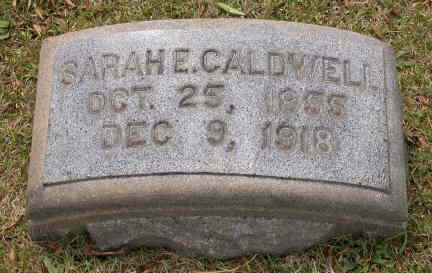 SARAH E. CALDWELL
OCT. 25, 1855
DEC 9, 1918